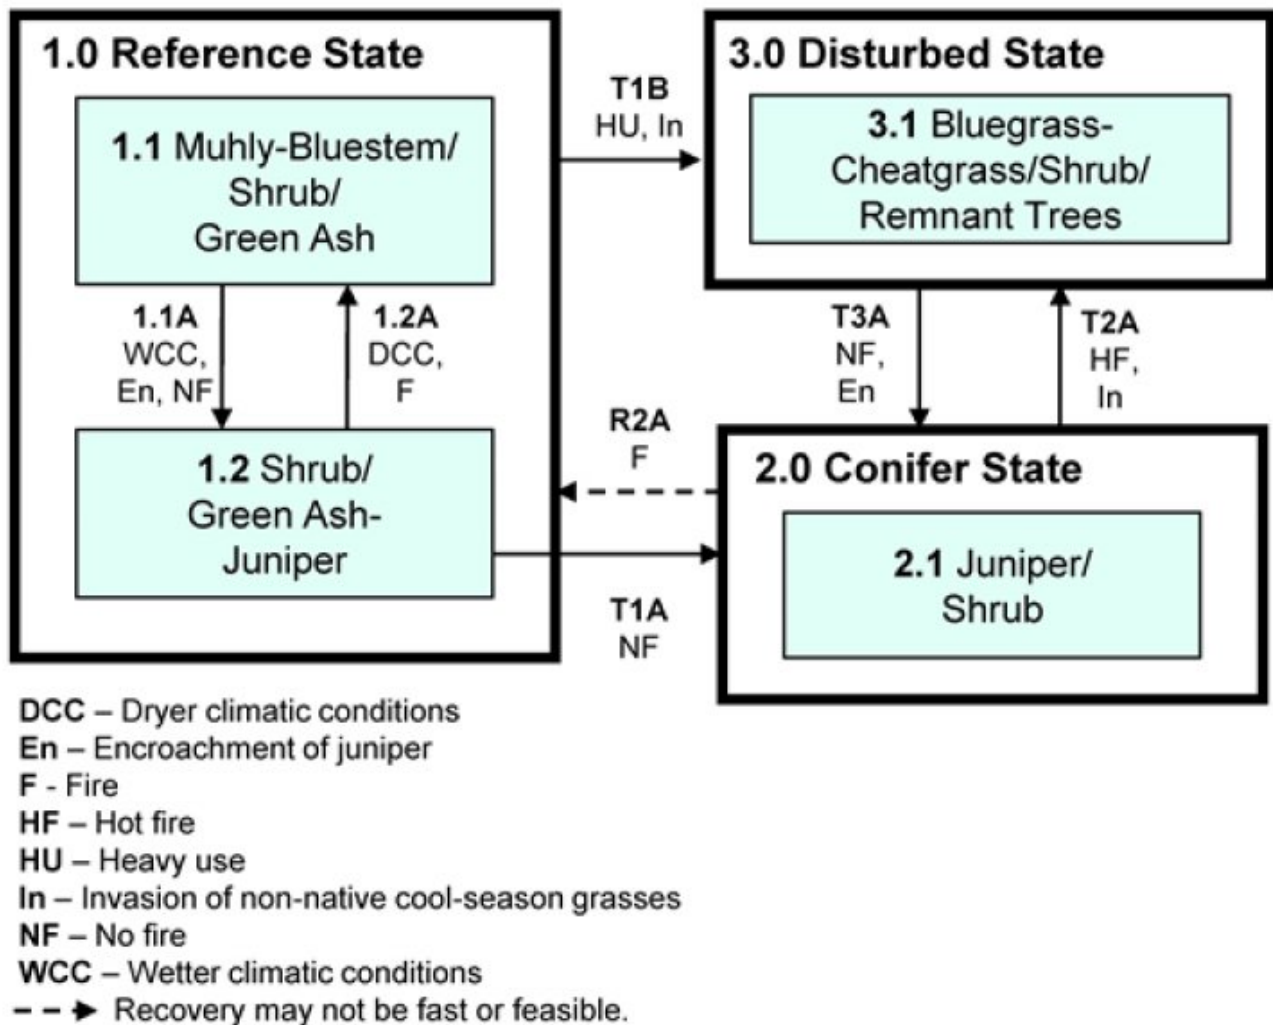 1.0 Reference State
1.1 Muhly-Bluestem/
Shrub/
Green Ash
1.1A
WCC,
En, NF
1.2A
DCC,
F
1.2 Shrub/
Green Ash-
Juniper
T1B
HU, In
3.0 Disturbed State
3.1 Bluegrass-
Cheatgrass/Shrub/
Remnant Trees
T3A
NF,
En
T2A
HF,
In
R2A
F
T1A
NF
2.0 Conifer State
2.1 Juniper/
Shrub
DCC – Dryer climatic conditions
En – Encroachment of juniper
F - Fire
HF – Hot fire
HU – Heavy use
In – Invasion of non-native cool-season grasses
NF – No fire
WCC – Wetter climatic conditions
Recovery may not be fast or feasible.